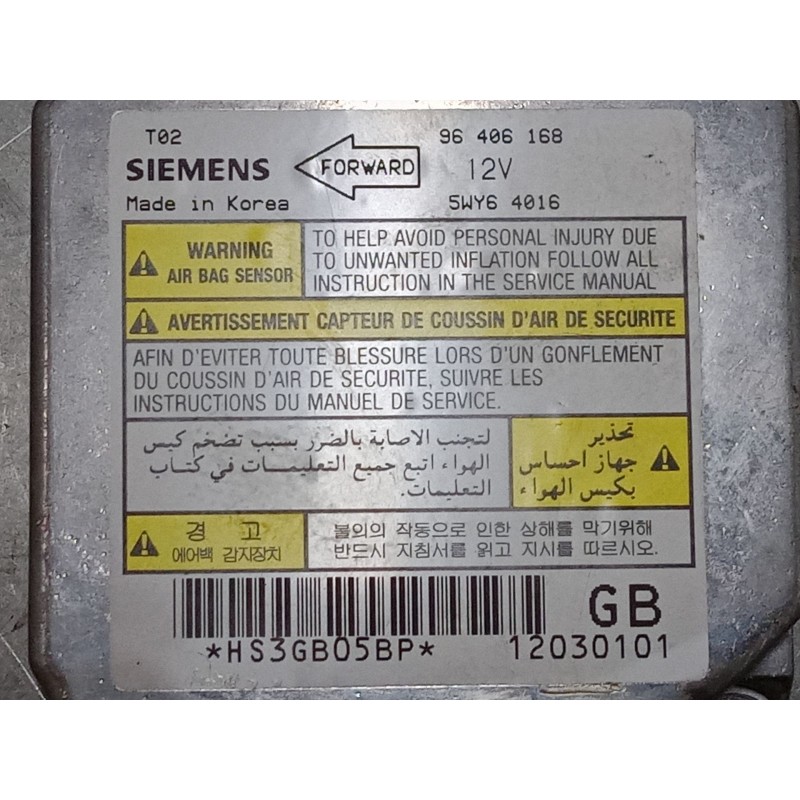 T02 96 406 168
SIEMENS FORWARD 12V
Made in Korea 5WY6 4016
WARNING
AIR BAG SENSOR
TO HELP AVOID PERSONAL INJURY DUE
TO UNWANTED INFLATION FOLLOW ALL
INSTRUCTION IN THE SERVICE MANUAL
AVERTISSEMENT CAPTEUR DE COUSSIN D'AIR DE SECURITE
AFIN D'EVITER TOUTE BLESSURE LORS D'UN GONFLEMENT
DU COUSSIN D'AIR DE SECURITE, SUIVRE LES
INSTRUCTIONS DU MANUEL DE SERVICE.
تحذير
جهاز احساس
بكيس الهواء
لتجنب الاصابة بالضرر بسبب تضخم كيس
الهواء اتبع جميع التعليمات في كتاب
التعليمات.
경 고
에어백 감지장치
불의의 작동으로 인한 상해를 막기위해
반드시 지침서를 읽고 지시를 따르시오.
GB
*HS3GB05BP* 12030101